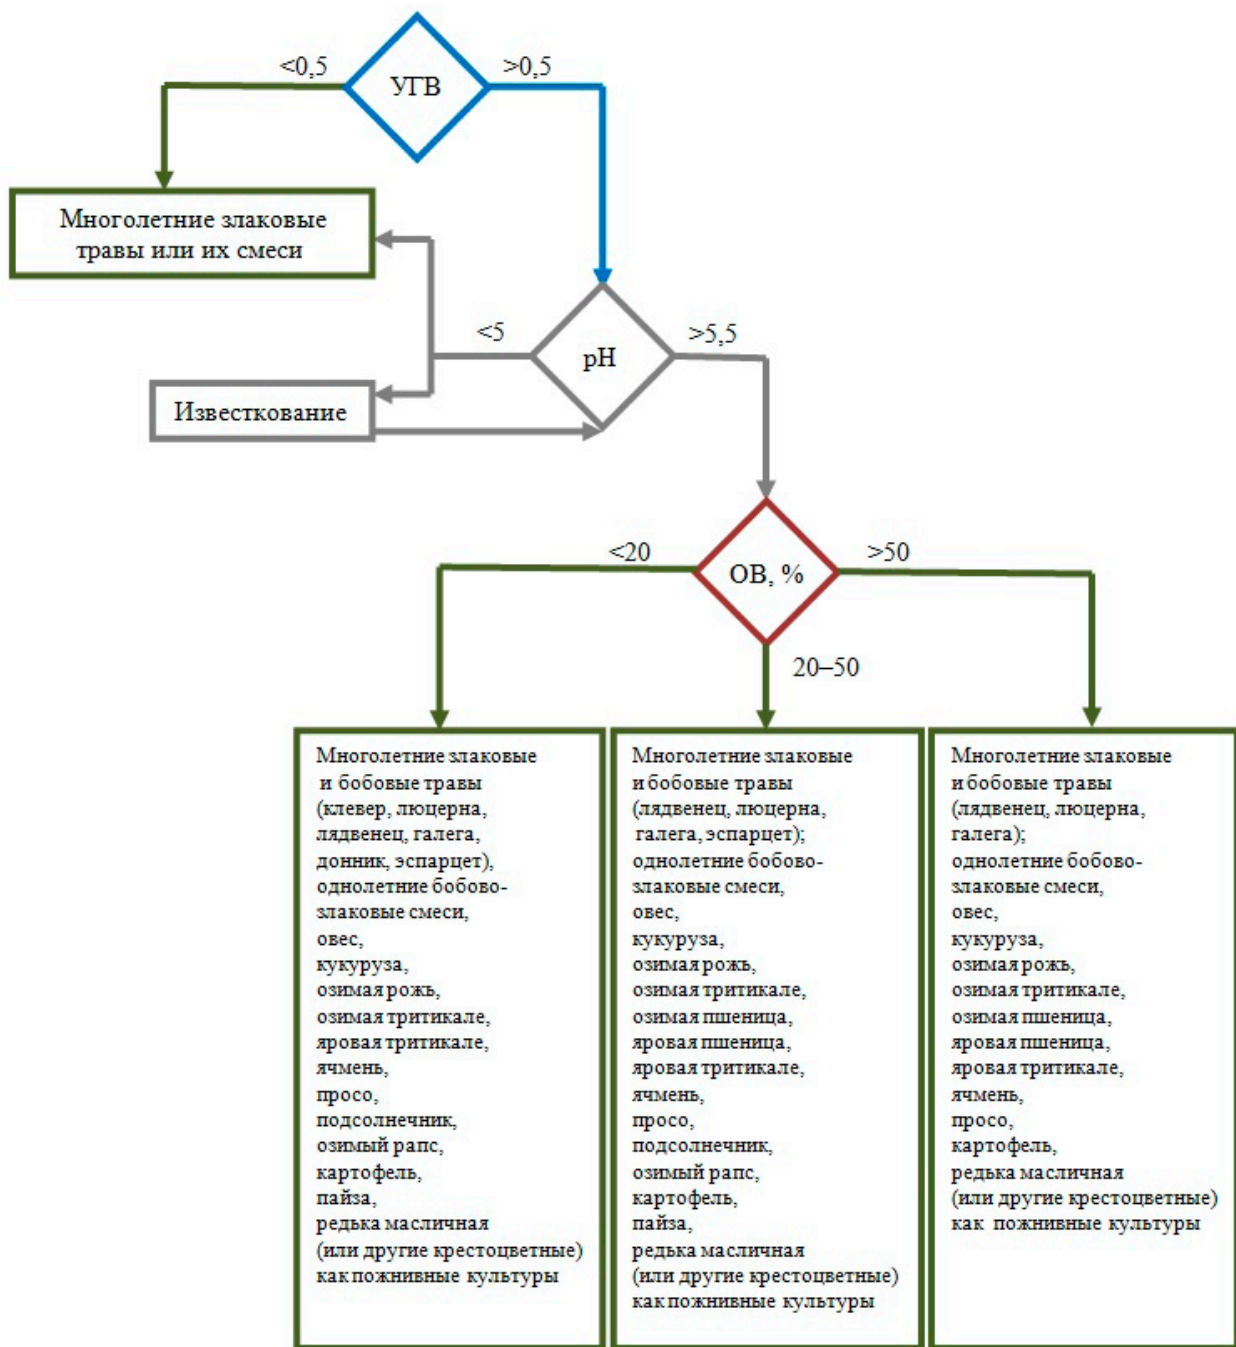 <0,5
УГВ
>0,5
Многолетние злаковые
травы или их смеси
<5
pH
>5,5
Известкование
<20
ОВ, %
>50
20–50
Многолетние злаковые
и бобовые травы
(клевер, люцерна,
лядвенец, галега,
донник, эспарцет),
однолетние бобово-
злаковые смеси,
овес,
кукуруза,
озимая рожь,
озимая тритикале,
яровая тритикале,
ячмень,
просо,
подсолнечник,
озимый рапс,
картофель,
пайза,
редька масличная
(или другие крестоцветные)
как пожнивные культуры
Многолетние злаковые
и бобовые травы
(лядвенец, люцерна,
галега, эспарцет);
однолетние бобово-
злаковые смеси,
овес,
кукуруза,
озимая рожь,
озимая тритикале,
озимая пшеница,
яровая пшеница,
яровая тритикале,
ячмень,
просо,
подсолнечник,
озимый рапс,
картофель,
пайза,
редька масличная
(или другие крестоцветные)
как пожнивные культуры
Многолетние злаковые
и бобовые травы
(лядвенец, люцерна,
галега);
однолетние бобово-
злаковые смеси,
овес,
кукуруза,
озимая рожь,
озимая тритикале,
озимая пшеница,
яровая пшеница,
яровая тритикале,
ячмень,
просо,
картофель,
редька масличная
(или другие крестоцветные)
как пожнивные культуры